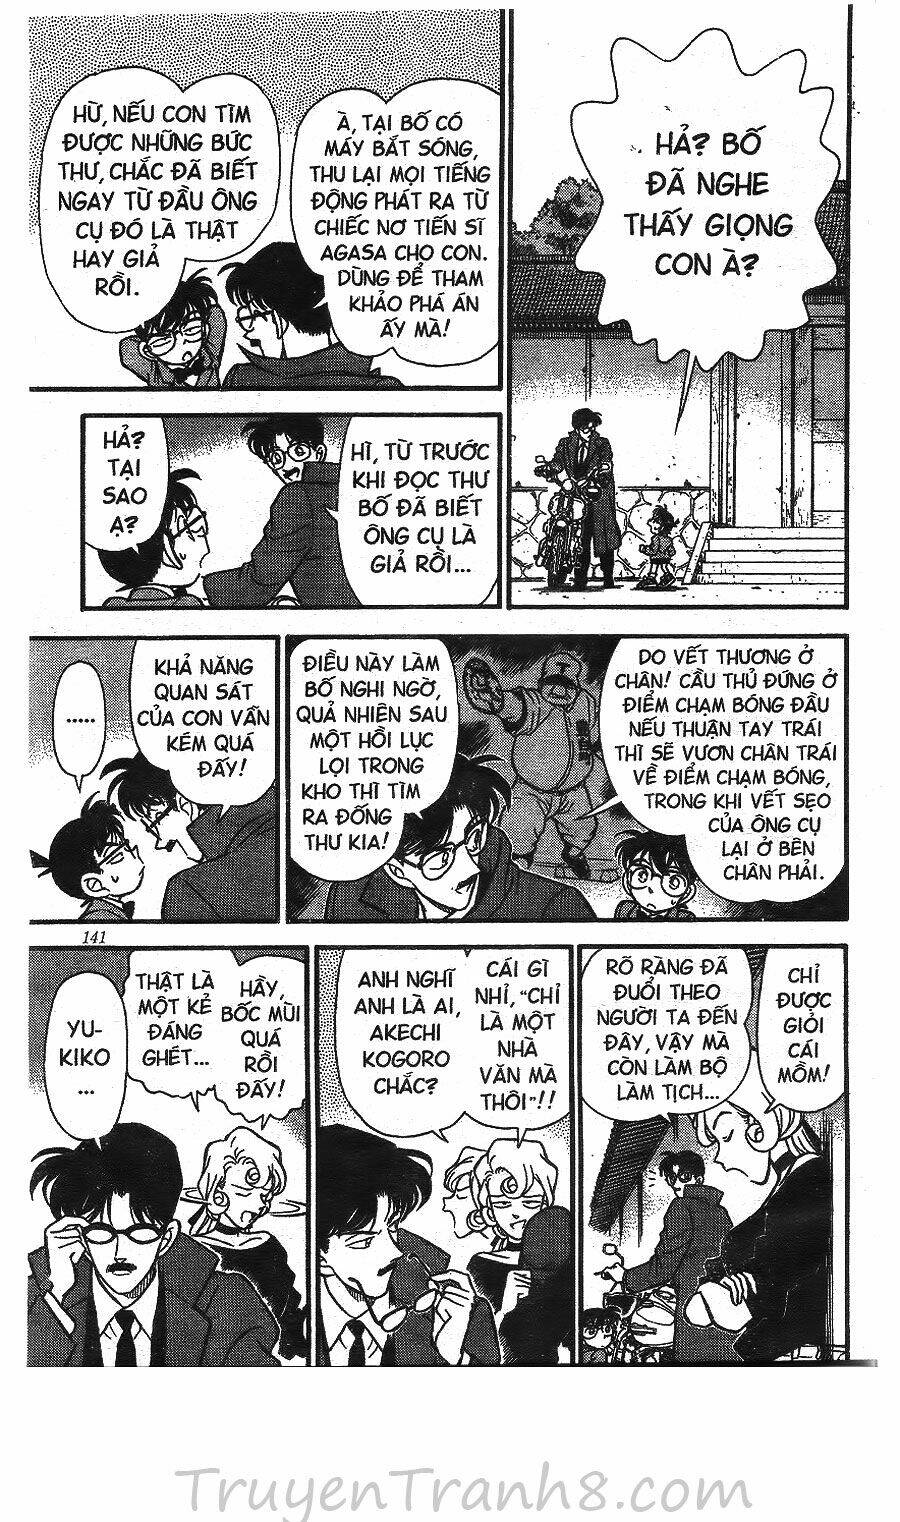 HẢ? BỐ
ĐÃ NGHE
THẤY GIỌNG
CON À?
À, TẠI BỐ CÓ
MÁY BẮT SÓNG,
THU LẠI MỌI TIẾNG
ĐỘNG PHÁT RA TỪ
CHIẾC NƠ TIẾN SĨ
AGASA CHO CON.
DÙNG ĐỂ THAM
KHẢO PHÁ ÁN
ẤY MÀ!
HỪ, NẾU CON TÌM
ĐƯỢC NHỮNG BỨC
THƯ, CHẮC ĐÃ BIẾT
NGAY TỪ ĐẦU ÔNG
CỤ ĐÓ LÀ THẬT
HAY GIẢ
RỒI.
HÌ, TỪ TRƯỚC
KHI ĐỌC THƯ
BỐ ĐÃ BIẾT
ÔNG CỤ LÀ
GIẢ RỒI...
HẢ?
TẠI
SAO
Ạ?
DO VẾT THƯƠNG Ở
CHÂN! CẦU THỦ ĐỨNG Ở
ĐIỂM CHẠM BÓNG ĐẦU
NẾU THUẬN TAY TRÁI
THÌ SẼ VƯƠN CHÂN TRÁI
VỀ ĐIỂM CHẠM BÓNG,
TRONG KHI VẾT SẸO
CỦA ÔNG CỤ
LẠI Ở BÊN
CHÂN PHẢI.
ĐIỀU NÀY LÀM
BỐ NGHI NGỜ,
QUẢ NHIÊN SAU
MỘT HỒI LỤC
LỌI TRONG
KHO THÌ TÌM
RA ĐỐNG
THƯ KIA!
KHẢ NĂNG
QUAN SÁT
CỦA CON VẪN
KÉM QUÁ
ĐẤY!
.....
141
CHỈ
ĐƯỢC
GIỎI
CÁI
MỒM!
RÕ RÀNG ĐÃ
ĐUỔI THEO
NGƯỜI TA ĐẾN
ĐÂY, VẬY MÀ
CÒN LÀM BỘ
LÀM TỊCH...
CÁI GÌ
NHỈ, "CHỈ
LÀ MỘT
NHÀ
VĂN MÀ
THÔI"!!
ANH NGHĨ
ANH LÀ AI,
AKECHI
KOGORO
CHẮC?
HẦY,
BỐC MÙI
QUÁ
RỒI
ĐẤY!
THẬT LÀ
MỘT KẺ
ĐÁNG
GHÉT...
YU-
KIKO
...
TruyenTranh8.com